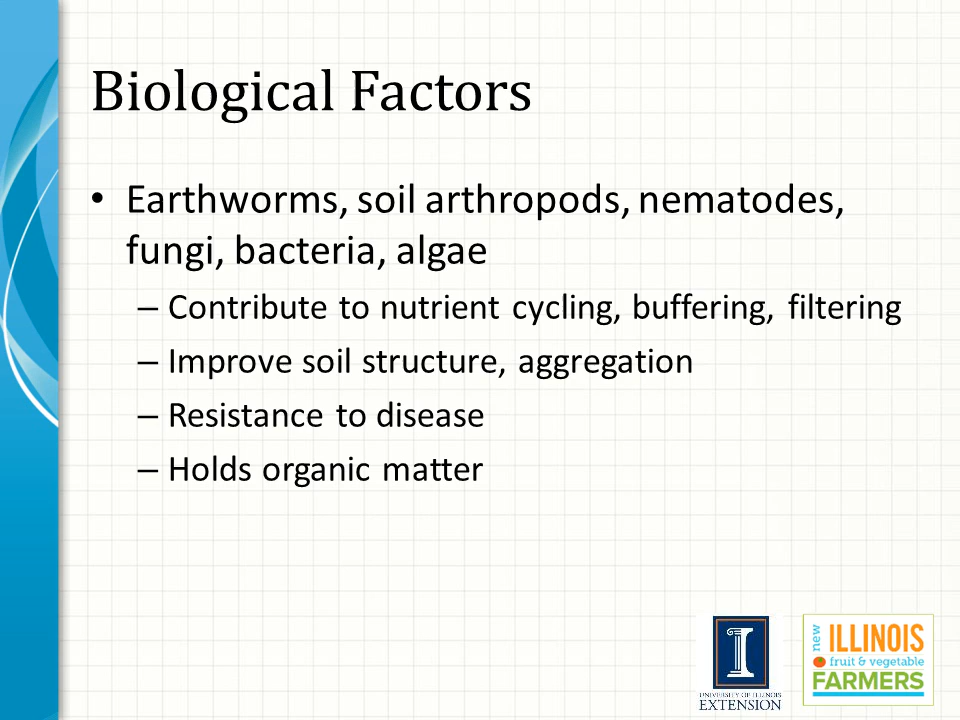 Biological Factors
• Earthworms, soil arthropods, nematodes,
fungi, bacteria, algae
– Contribute to nutrient cycling, buffering, filtering
– Improve soil structure, aggregation
– Resistance to disease
– Holds organic matter
I
UNIVERSITY OF ILLINOIS
EXTENSION
new
ILLINOIS
fruit & vegetable
FARMERS